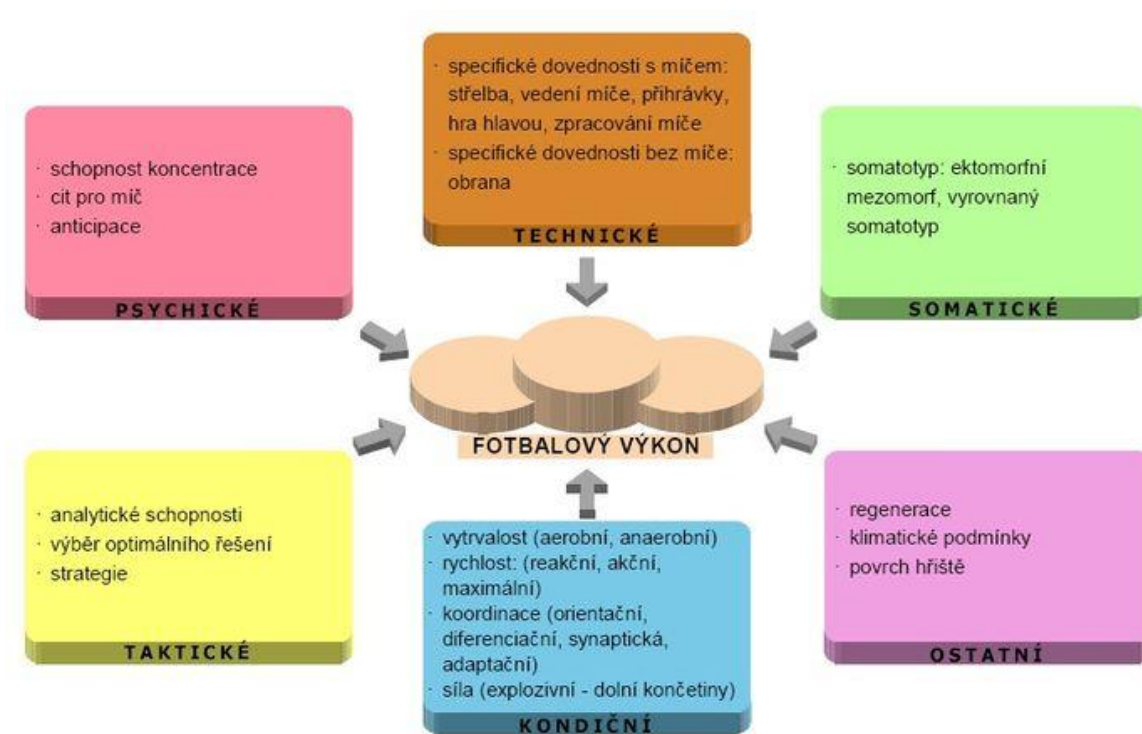 · schopnost koncentrace
· cit pro míč
· anticipace
PSYCHICKÉ
· specifické dovednosti s míčem:
střelba, vedení míče, přihrávky,
hra hlavou, zpracování míče
· specifické dovednosti bez míče:
obrana
TECHNICKÉ
· somatotyp: ektomorfní
mezomorf, vyrovnaný
somatotyp
SOMATICKÉ
FOTBALOVÝ VÝKON
· analytické schopnosti
· výběr optimálního řešení
· strategie
TAKTICKÉ
· vytrvalost (aerobní, anaerobní)
· rychlost: (reakční, akční,
maximální)
· koordinace (orientační,
diferenciační, synaptická,
adaptační)
· síla (explozivní - dolní končetiny)
KONDIČNÍ
· regenerace
· klimatické podmínky
· povrch hřiště
OSTATNÍ